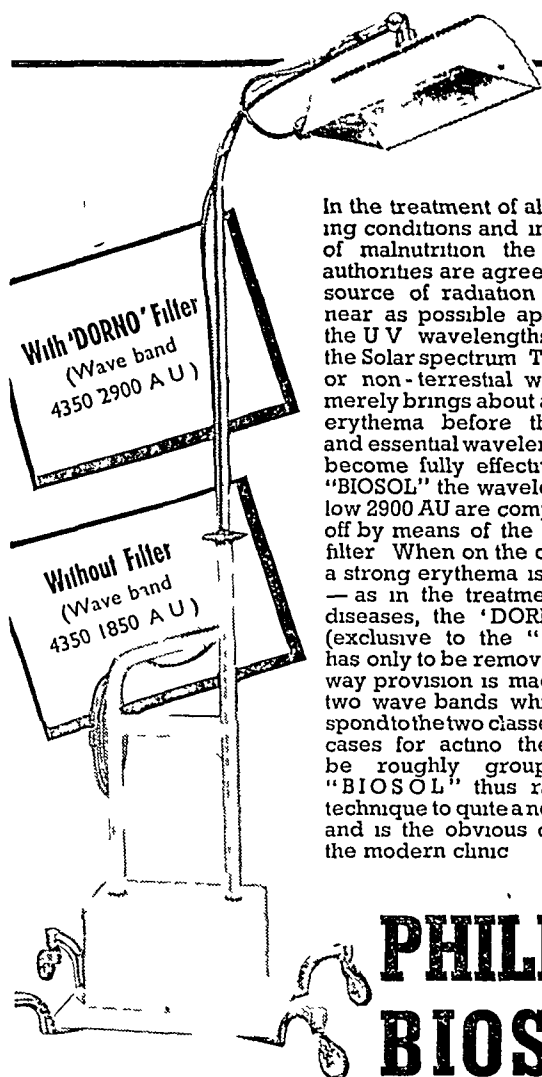 With 'DORNO' Filter
(Wave band
4350 2900 A U)
Without Filter
(Wave band
4350 1850 A U)
In the treatment of al
ing conditions and in
of malnutrition the
authorities are agree
source of radiation
near as possible ap
the U V wavelengths
the Solar spectrum T
or non-terrestial w
merely brings about a
erythema before th
and essential wavelen
become fully effecti
"BIOSOL" the wavele
low 2900 AU are comp
off by means of the
filter When on the o
a strong erythema is
— as in the treatme
diseases, the 'DOR
(exclusive to the "
has only to be remov
way provision is mad
two wave bands whi
spond to the two classe
cases for actino the
be roughly group
"BIOSOL" thus ra
technique to quite a ne
and is the obvious c
the modern clinic
PHIL
BIOS